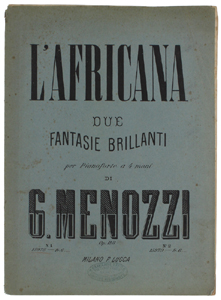 L'AFRICANA
DUE
FANTASIE BRILLANTI
per Pianoforte a 4 mani
DI
G. MENOZZI
MILANO F. LUCCA